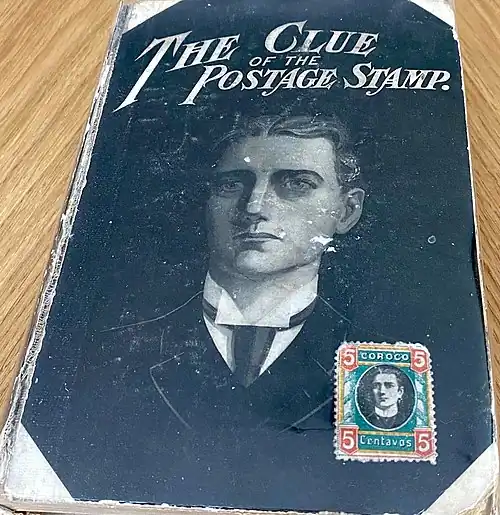 THE CLUE
OF THE
POSTAGE STAMP.
5 COROCO 5
5 Centavos 5